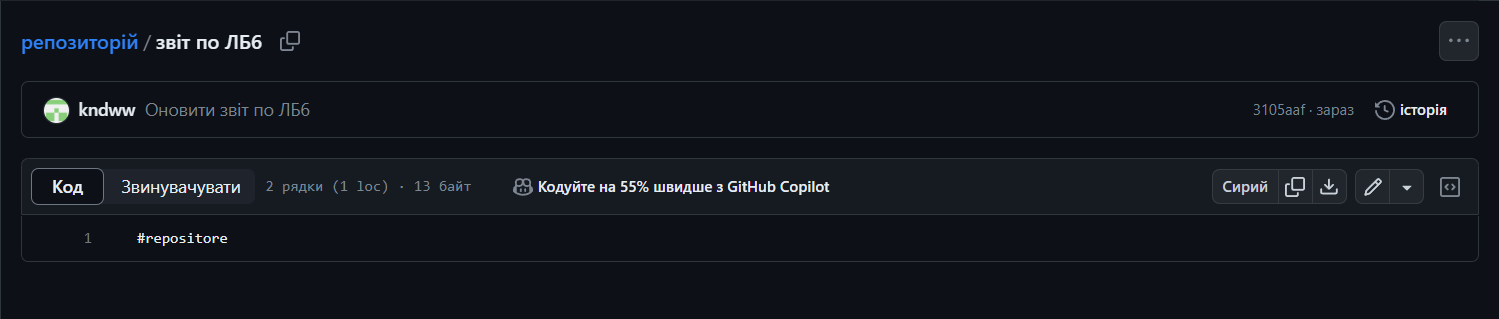 репозиторій / звіт по ЛБ6
kndww Оновити звіт по ЛБ6 3105aaf · зараз історія
Код Звинувачувати 2 рядки (1 loc) · 13 байт Кодуйте на 55% швидше з GitHub Copilot Сирий
1 #repositore